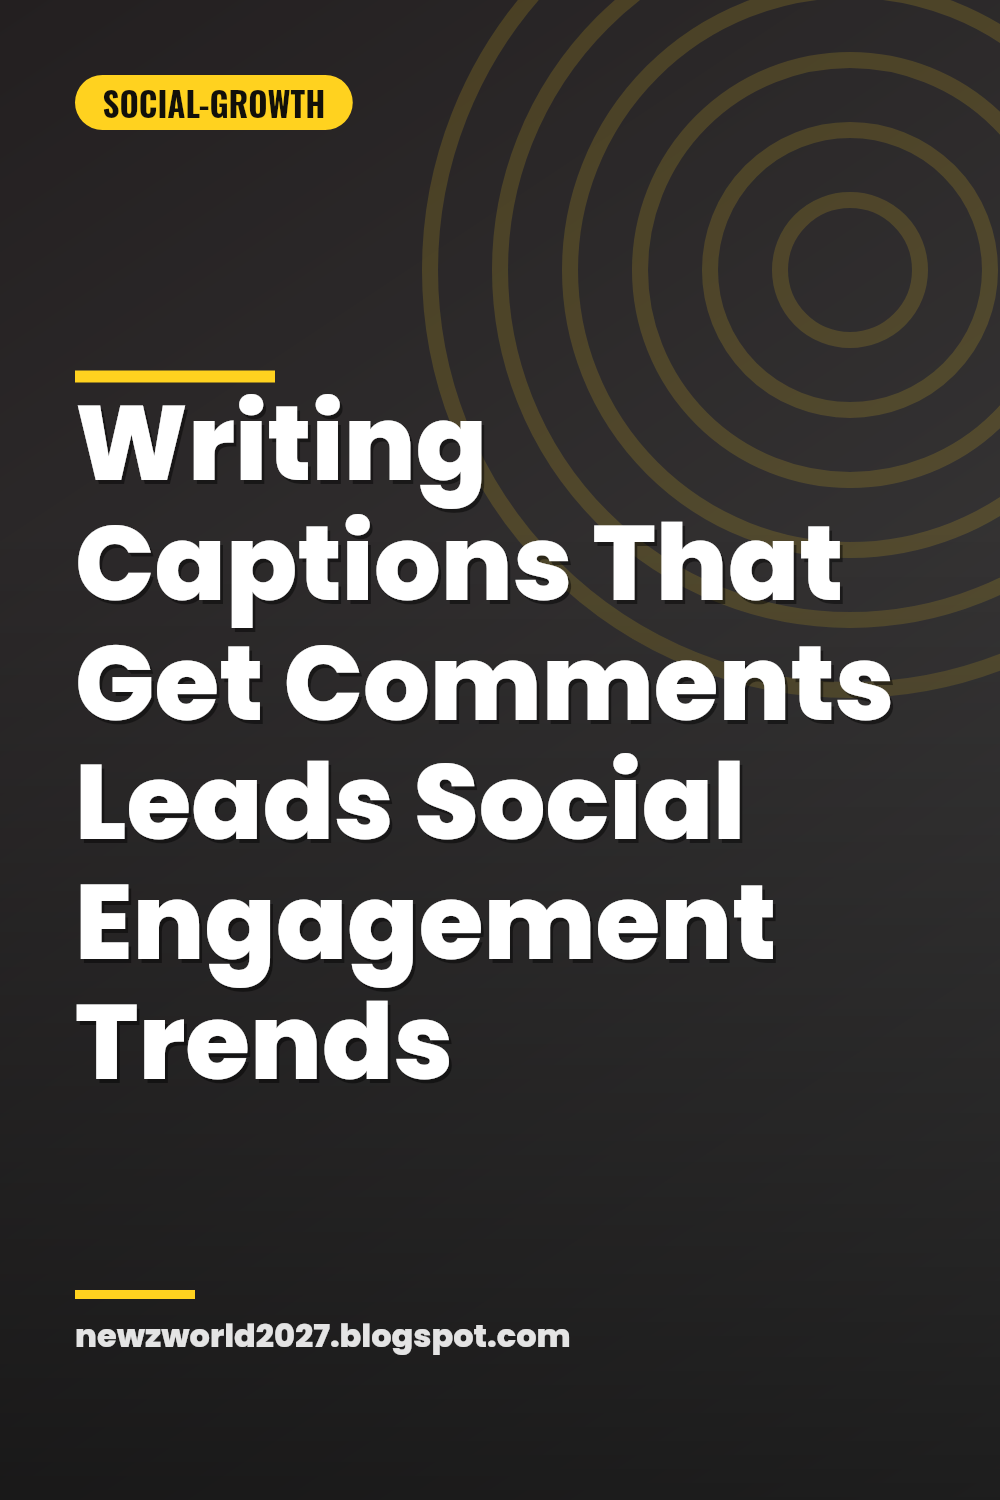 SOCIAL-GROWTH
Writing
Captions That
Get Comments
Leads Social
Engagement
Trends
newzworld2027.blogspot.com